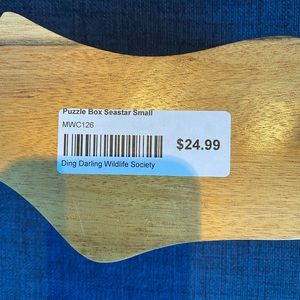 Puzzle Box Seastar Small
MWC126
$24.99
Ding Darling Wildlife Society